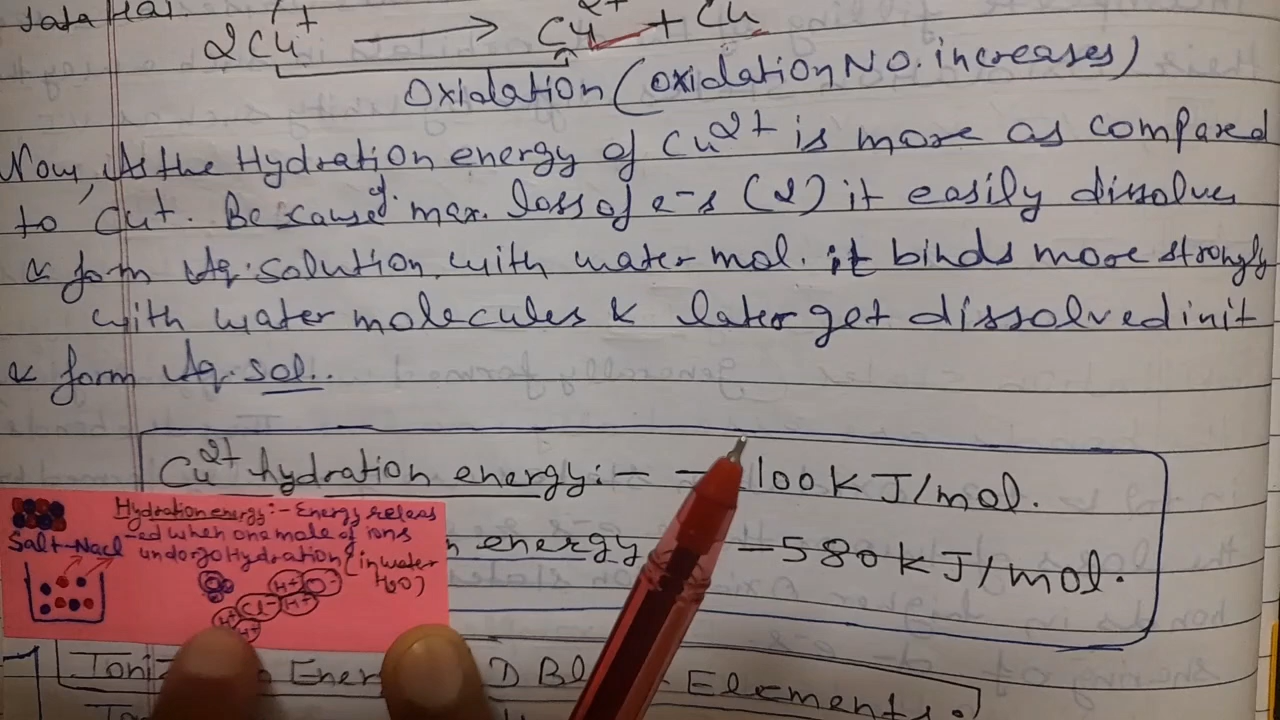 2Cu+ → Cu2+ + Cu
Oxidation (Oxidation No. increases)
Now, As the Hydration energy of Cu2+ is more as compared
to Cu+. Because of max. loss of e-s (2) it easily dissolves
& form Aq. solution with water mol. it binds more strongly
with water molecules & later get dissolved in it
& form Aq. sol..
Cu2+ hydration energy:- - 100 kJ/mol.
n energy - 580 kJ/mol.
Hydration energy:- Energy releas
-ed when one mole of ions
undergo Hydration (in water
H2O)
Salt-Nacl
H+ O-
H+ Cl- H+
H+
Energy D Bl Elements.